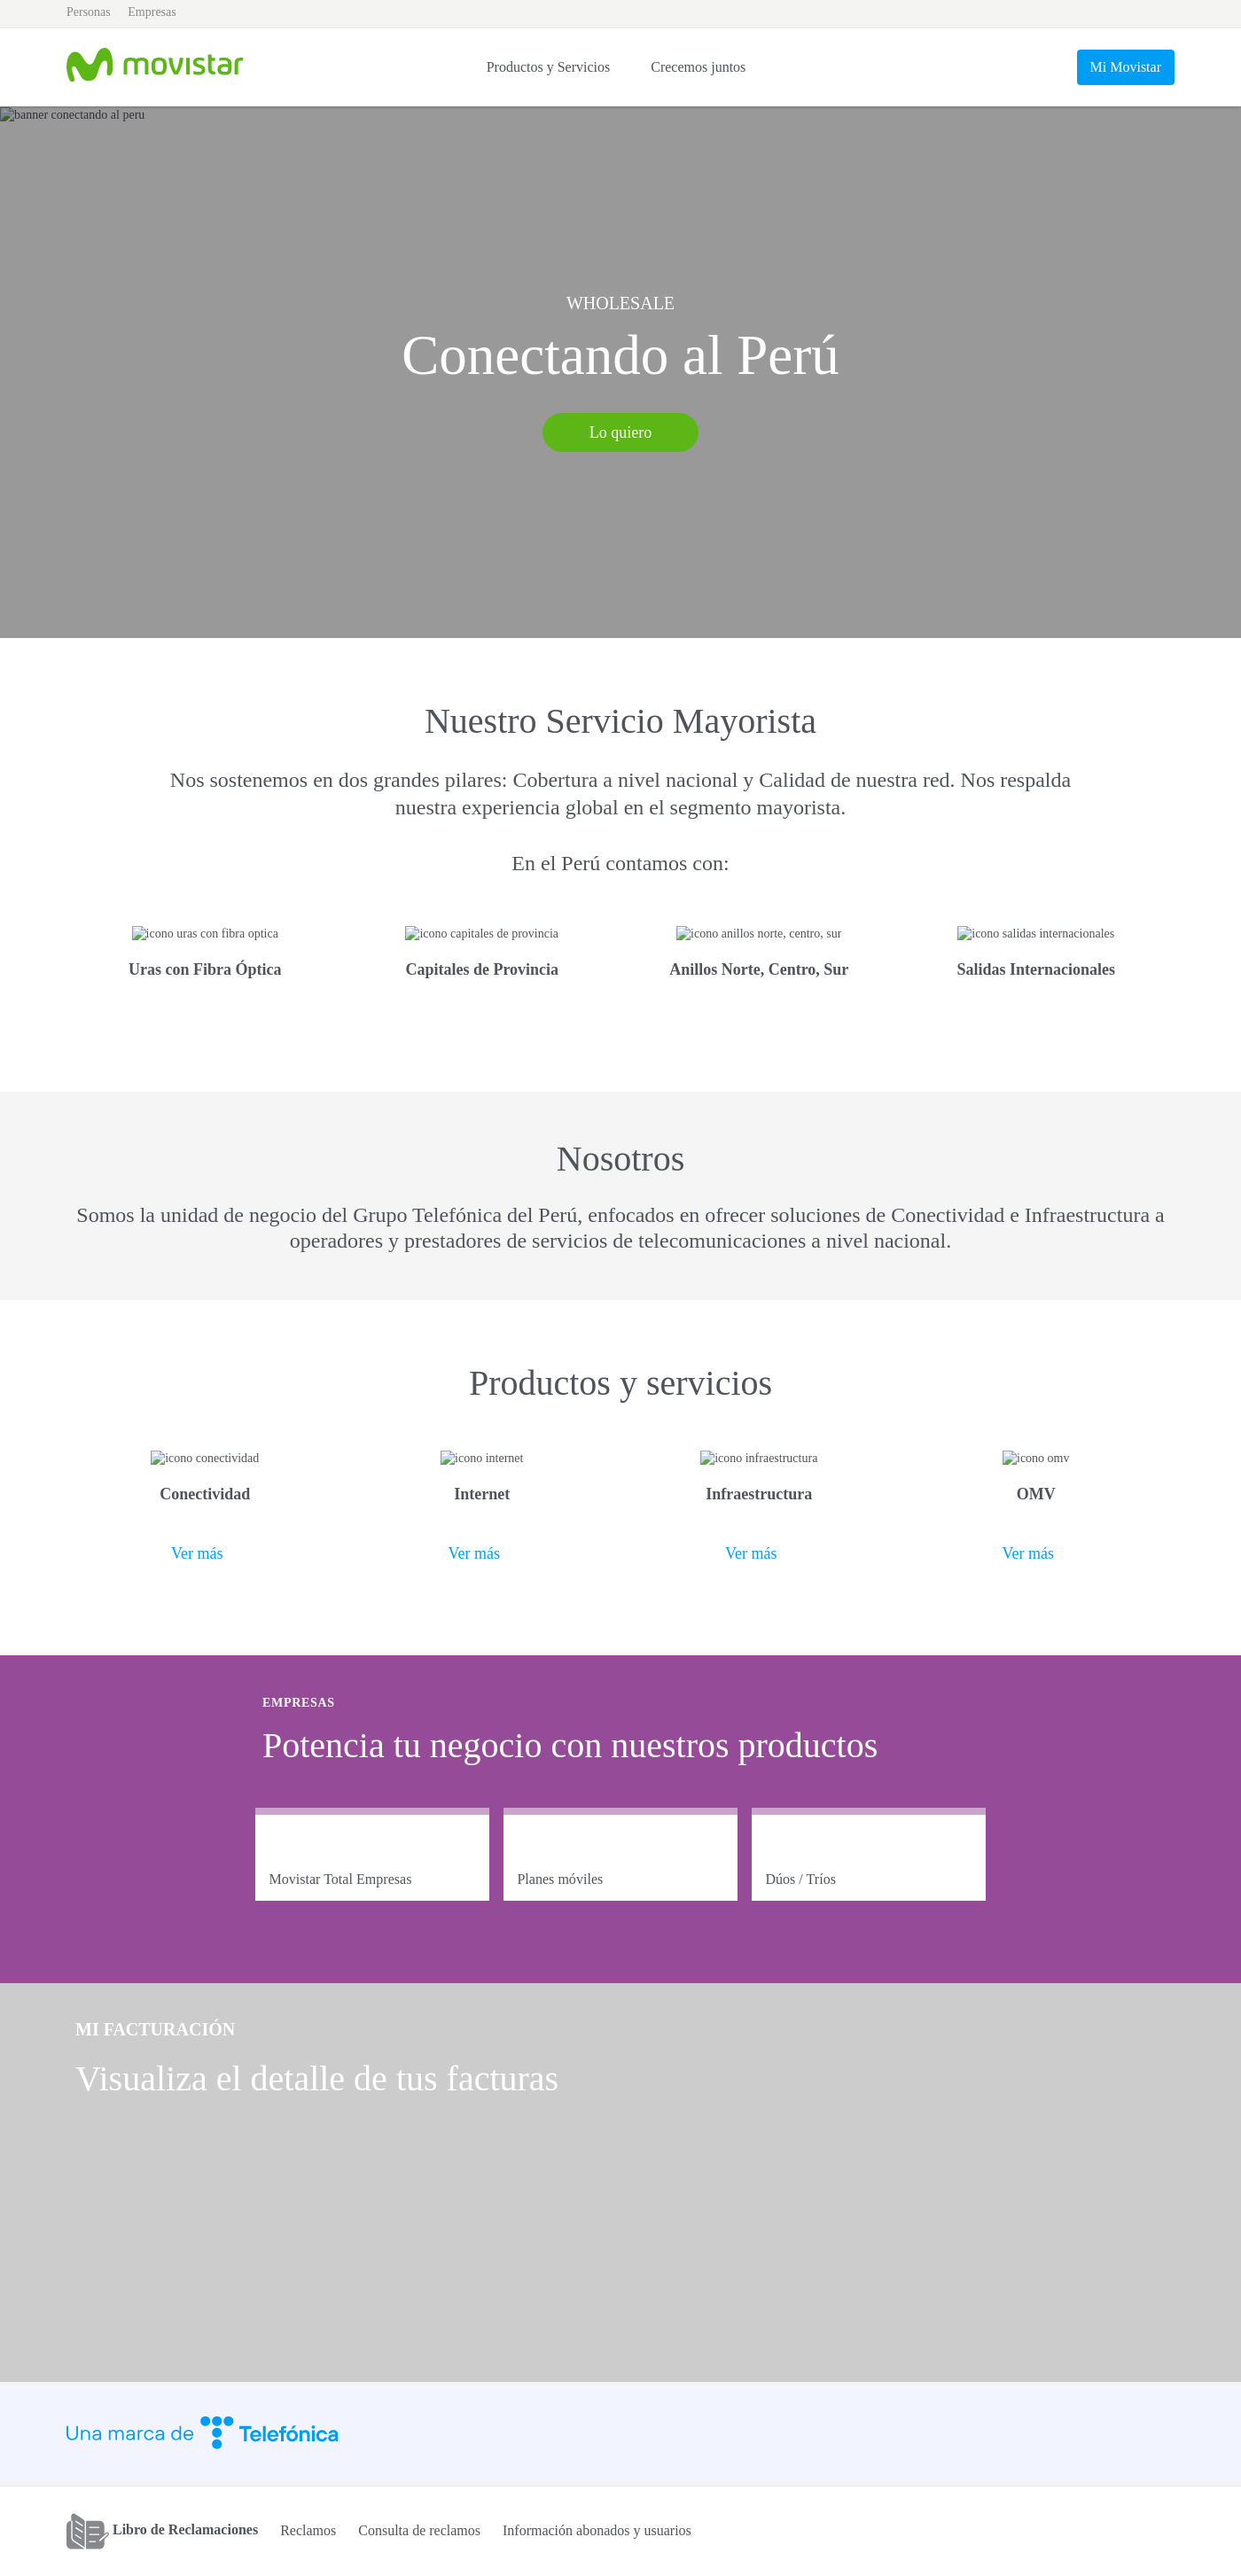 Personas Empresas
movistar Productos y Servicios Crecemos juntos Mi Movistar
banner conectando al peru
WHOLESALE
Conectando al Perú
Lo quiero
Nuestro Servicio Mayorista
Nos sostenemos en dos grandes pilares: Cobertura a nivel nacional y Calidad de nuestra red. Nos respalda
nuestra experiencia global en el segmento mayorista.
En el Perú contamos con:
icono uras con fibra optica icono capitales de provincia icono anillos norte, centro, sur icono salidas internacionales
Uras con Fibra Óptica Capitales de Provincia Anillos Norte, Centro, Sur Salidas Internacionales
Nosotros
Somos la unidad de negocio del Grupo Telefónica del Perú, enfocados en ofrecer soluciones de Conectividad e Infraestructura a
operadores y prestadores de servicios de telecomunicaciones a nivel nacional.
Productos y servicios
icono conectividad icono internet icono infraestructura icono omv
Conectividad Internet Infraestructura OMV
Ver más Ver más Ver más Ver más
EMPRESAS
Potencia tu negocio con nuestros productos
Movistar Total Empresas Planes móviles Dúos / Tríos
MI FACTURACIÓN
Visualiza el detalle de tus facturas
Una marca de Telefónica
Libro de Reclamaciones Reclamos Consulta de reclamos Información abonados y usuarios